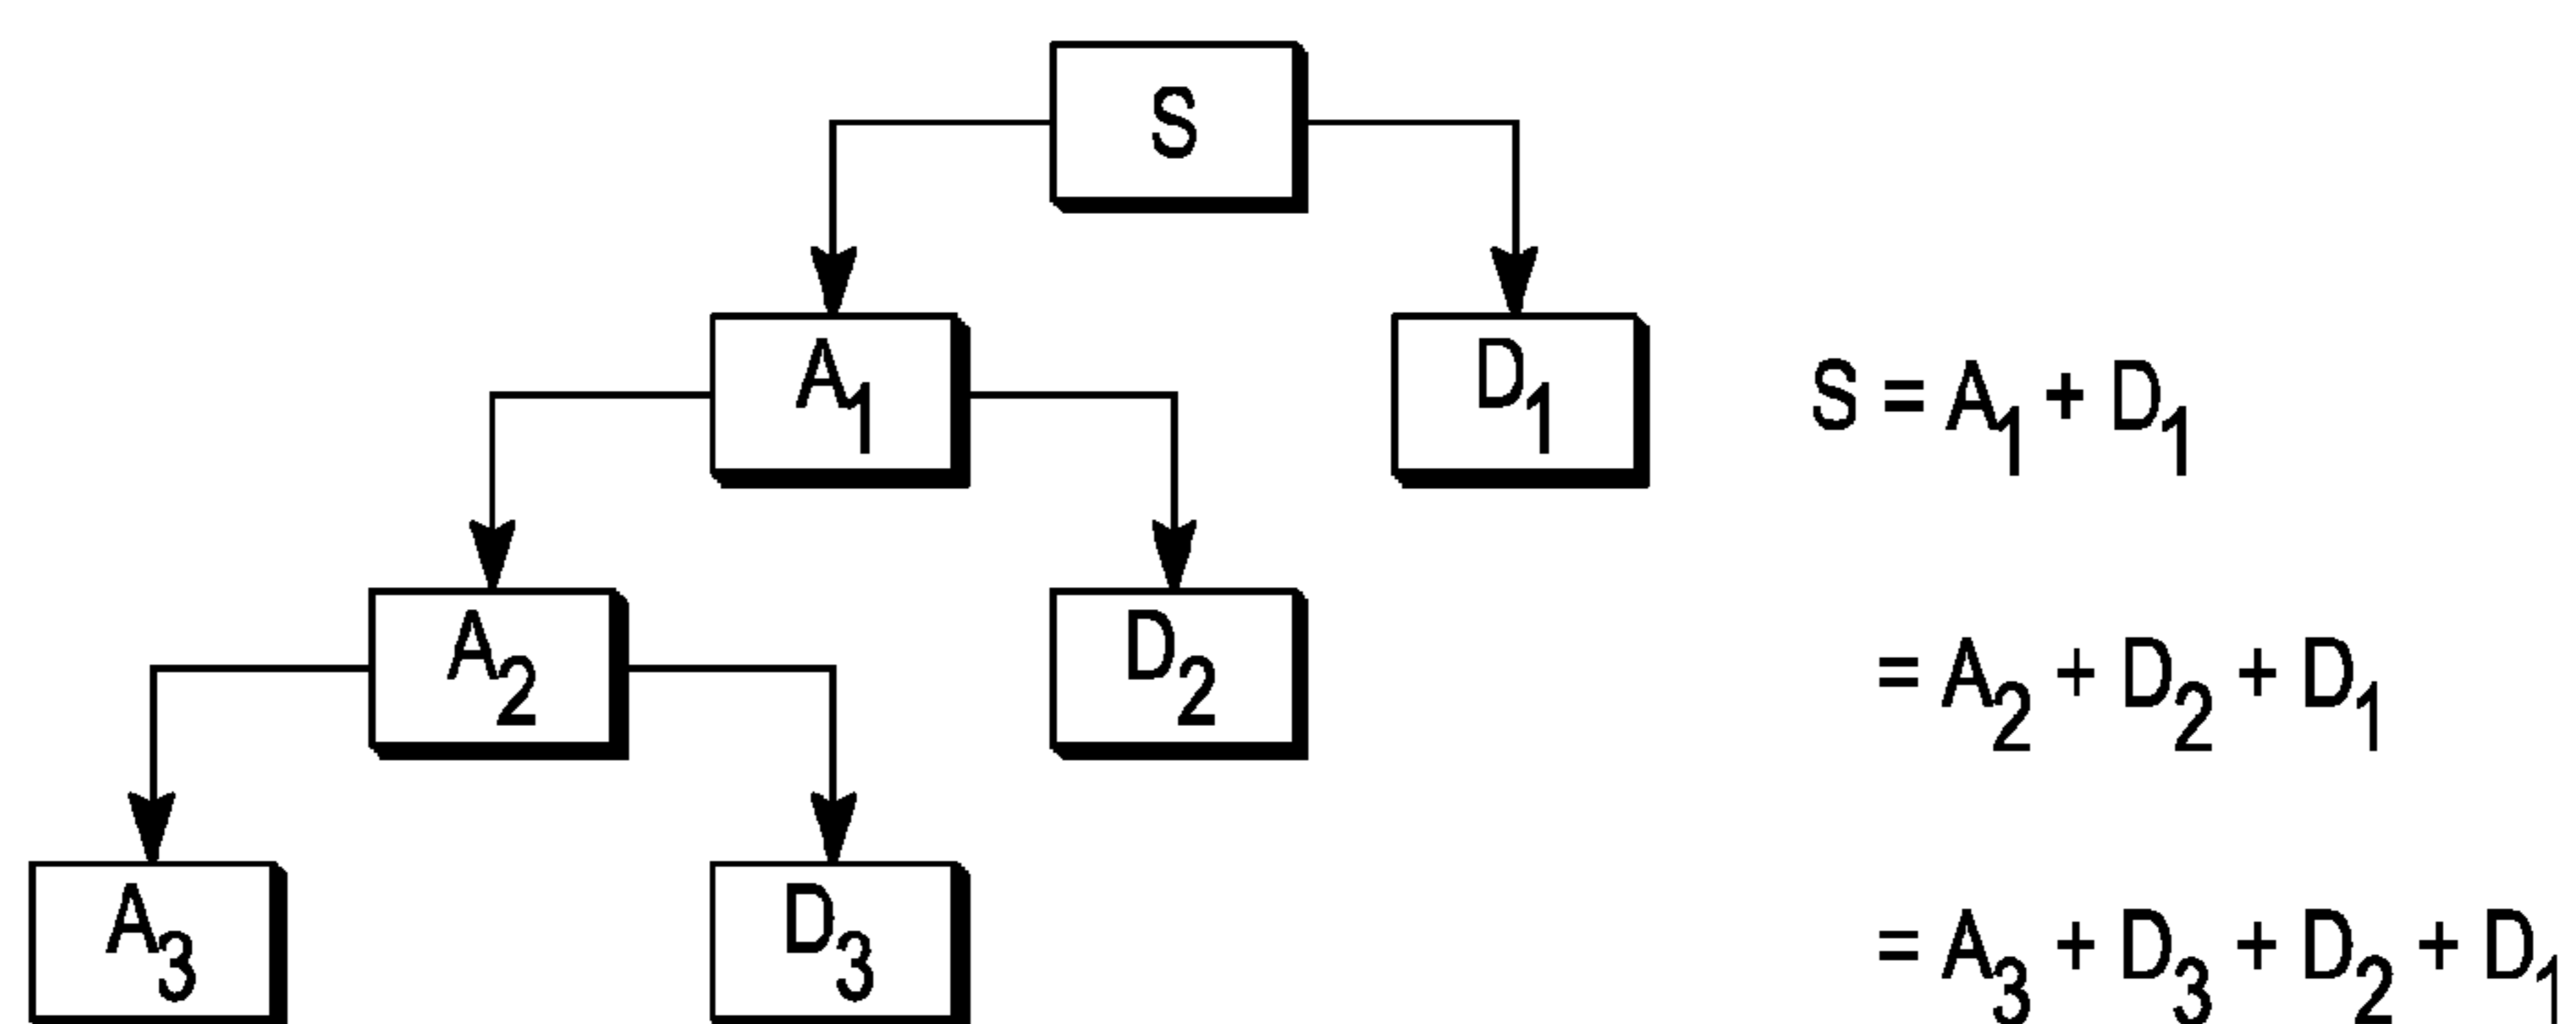 S
A₁ D₁ S = A₁ + D₁
A₂ D₂ = A₂ + D₂ + D₁
A₃ D₃ = A₃ + D₃ + D₂ + D₁